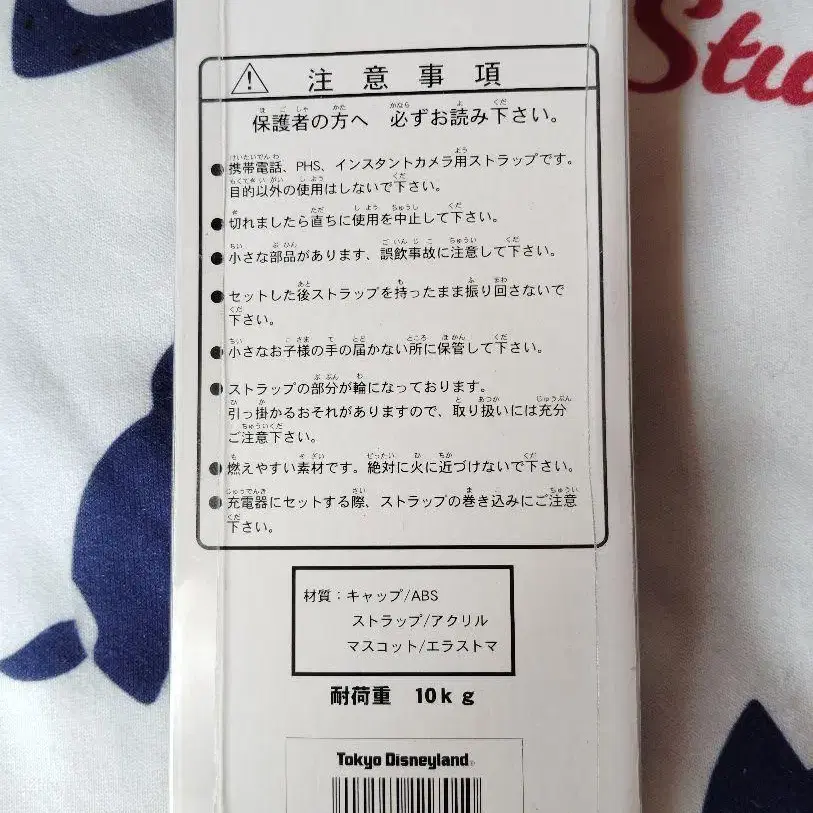 Stu
注意事項
保護者の方へ 必ずお読み下さい。
●携帯電話、PHS、インスタントカメラ用ストラップです。
目的以外の使用はしないで下さい。
●切れましたら直ちに使用を中止して下さい。
●小さな部品があります、誤飲事故に注意して下さい。
●セットした後ストラップを持ったまま振り回さないで
下さい。
●小さなお子様の手の届かない所に保管して下さい。
●ストラップの部分が輪になっております。
引っ掛かるおそれがありますので、取り扱いには充分
ご注意下さい。
●燃えやすい素材です。絶対に火に近づけないで下さい。
●充電器にセットする際、ストラップの巻き込みにご注意
下さい。
材質：キャップ/ABS
ストラップ/アクリル
マスコット/エラストマ
耐荷重 10kg
Tokyo Disneyland®